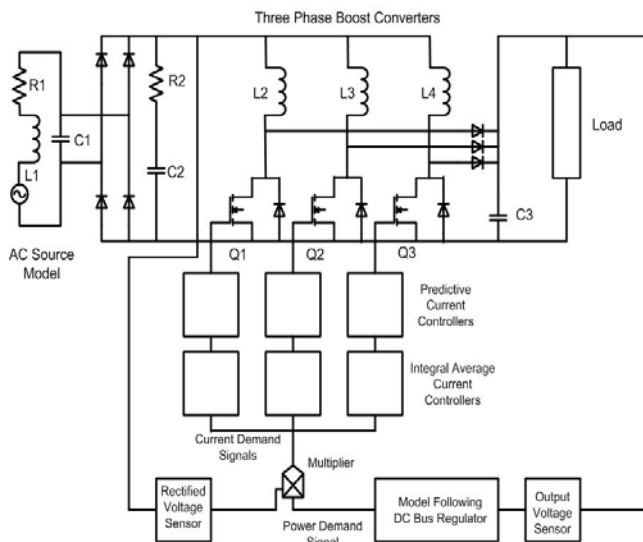 Three Phase Boost Converters
R1
R2
L2
L3
L4
C1
L1
C2
C3
Load
AC Source
Model
Q1
Q2
Q3
Predictive
Current
Controllers
Integral Average
Current
Controllers
Current Demand
Signals
Multiplier
Rectified
Voltage
Sensor
Power Demand
Signal
Model Following
DC Bus Regulator
Output
Voltage
Sensor